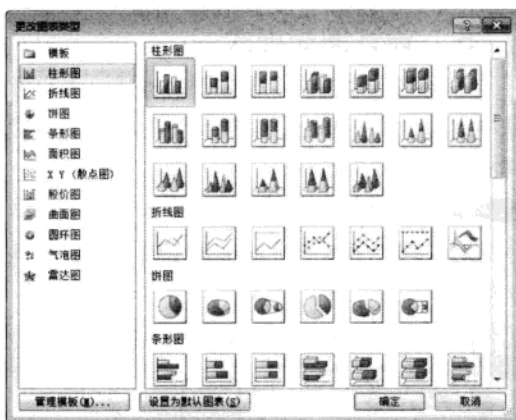 更改图表类型
模板
柱形图
折线图
饼图
条形图
面积图
X Y (散点图)
股价图
曲面图
圆环图
气泡图
雷达图
柱形图
折线图
饼图
条形图
管理模板(M)...
设置为默认图表(S)
确定
取消